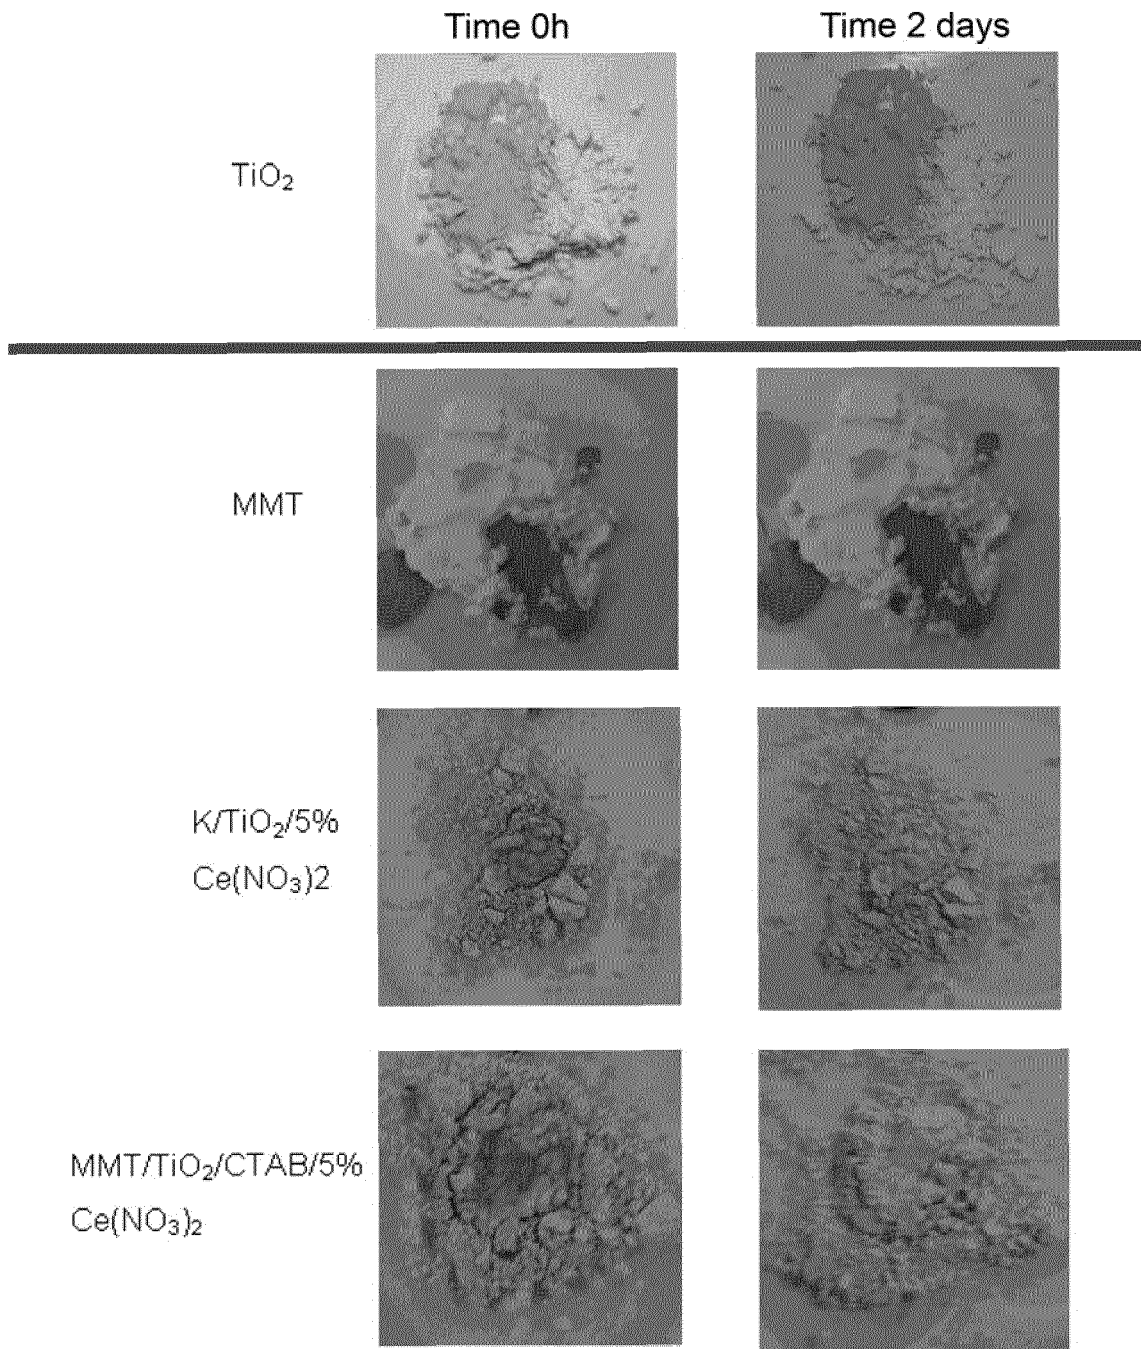 Time 0h
Time 2 days
TiO₂
MMT
K/TiO₂/5%
Ce(NO₃)2
MMT/TiO₂/CTAB/5%
Ce(NO₃)₂